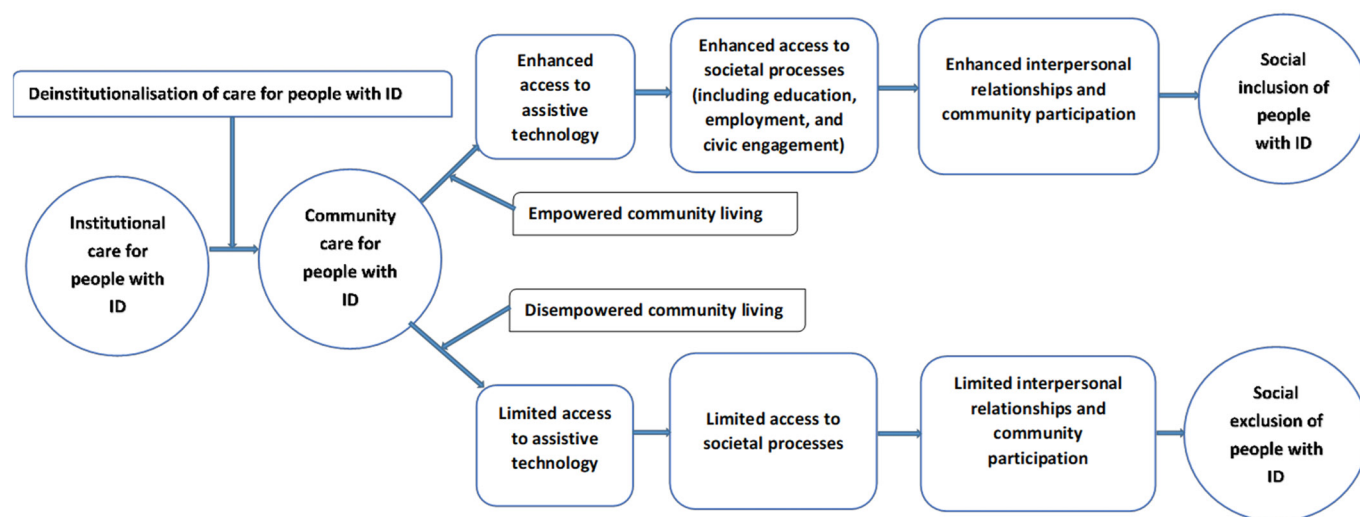 Deinstitutionalisation of care for people with ID
Institutional
care for
people with
ID
Community
care for
people with
ID
Enhanced
access to
assistive
technology
Enhanced access to
societal processes
(including education,
employment, and
civic engagement)
Enhanced interpersonal
relationships and
community participation
Social
inclusion of
people
with ID
Empowered community living
Disempowered community living
Limited access
to assistive
technology
Limited access to
societal processes
Limited interpersonal
relationships and
community
participation
Social
exclusion of
people with
ID